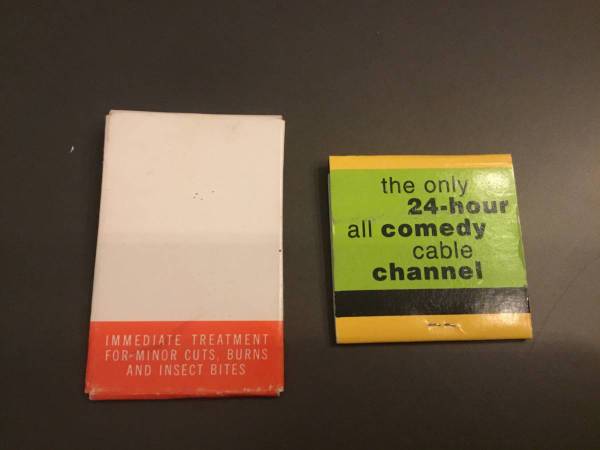 IMMEDIATE TREATMENT
FOR-MINOR CUTS, BURNS
AND INSECT BITES
the only
24-hour
all comedy
cable
channel